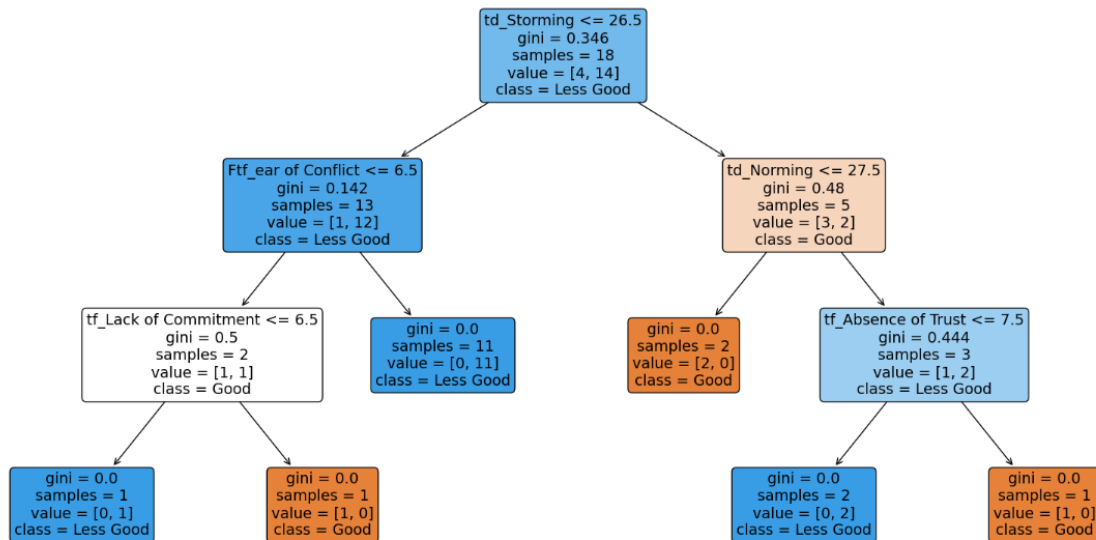 td_Storming <= 26.5
gini = 0.346
samples = 18
value = [4, 14]
class = Less Good
Ftf_ear of Conflict <= 6.5
gini = 0.142
samples = 13
value = [1, 12]
class = Less Good
td_Norming <= 27.5
gini = 0.48
samples = 5
value = [3, 2]
class = Good
tf_Lack of Commitment <= 6.5
gini = 0.5
samples = 2
value = [1, 1]
class = Good
gini = 0.0
samples = 11
value = [0, 11]
class = Less Good
gini = 0.0
samples = 2
value = [2, 0]
class = Good
tf_Absence of Trust <= 7.5
gini = 0.444
samples = 3
value = [1, 2]
class = Less Good
gini = 0.0
samples = 1
value = [0, 1]
class = Less Good
gini = 0.0
samples = 1
value = [1, 0]
class = Good
gini = 0.0
samples = 2
value = [0, 2]
class = Less Good
gini = 0.0
samples = 1
value = [1, 0]
class = Good